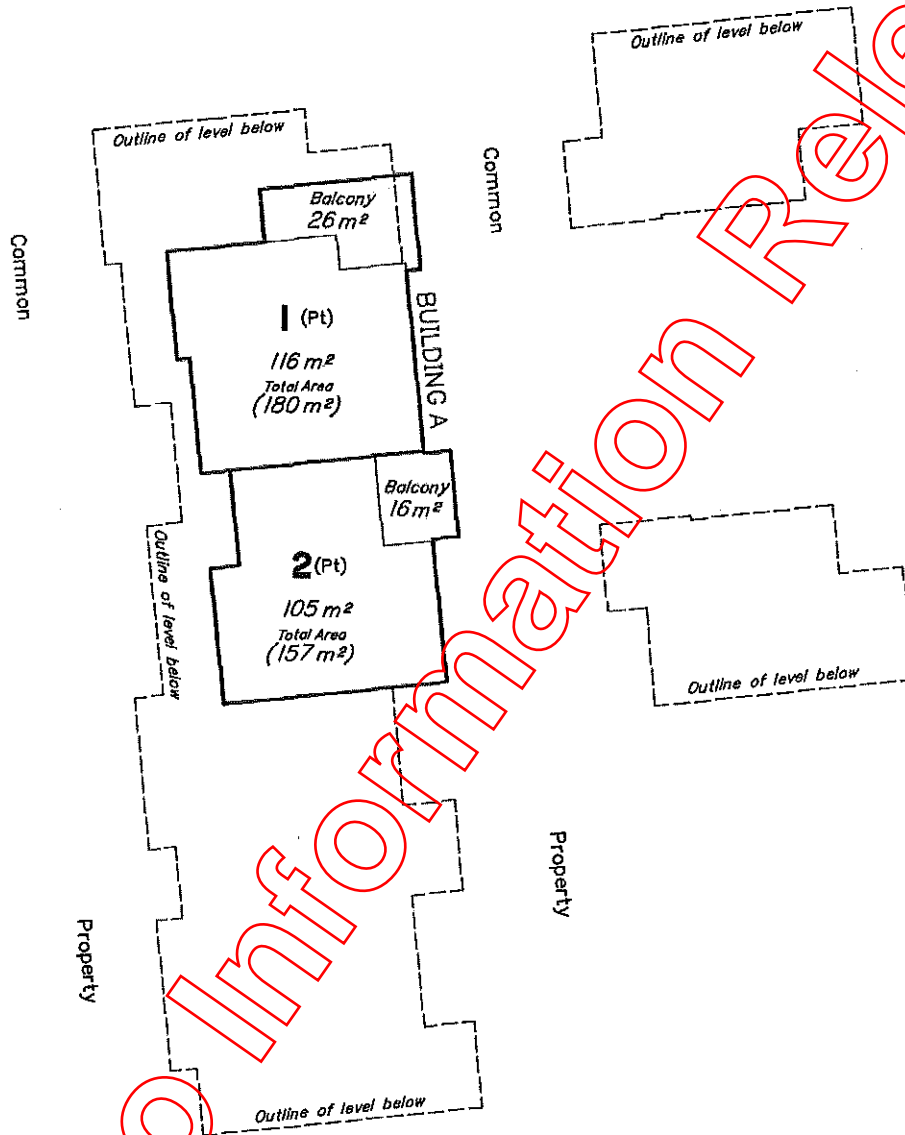 Outline of level below
Outline of level below
Common
Common
Balcony
26 m²
1 (Pt)
116 m²
Total Area
(180 m²)
BUILDING A
Balcony
16 m²
2 (Pt)
105 m²
Total Area
(157 m²)
Outline of level below
Outline of level below
Property
Property
Outline of level below
Information